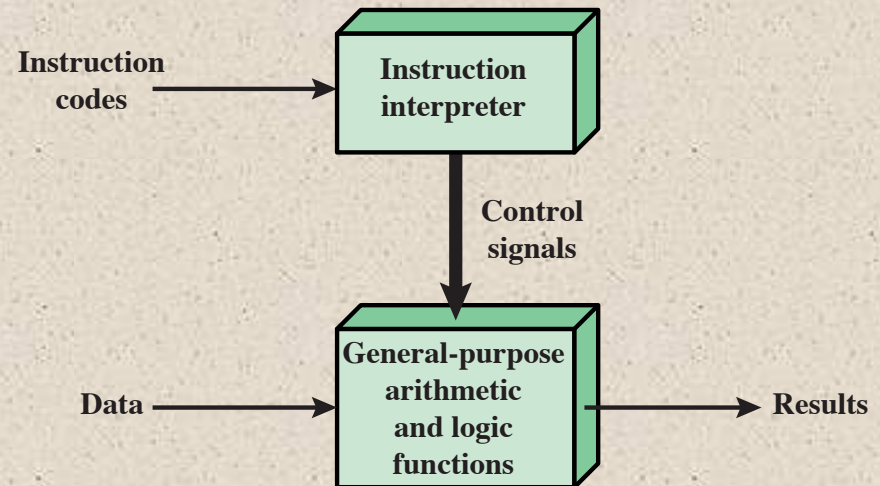 Instruction
codes
Instruction
interpreter
Control
signals
Data
General-purpose
arithmetic
and logic
functions
Results